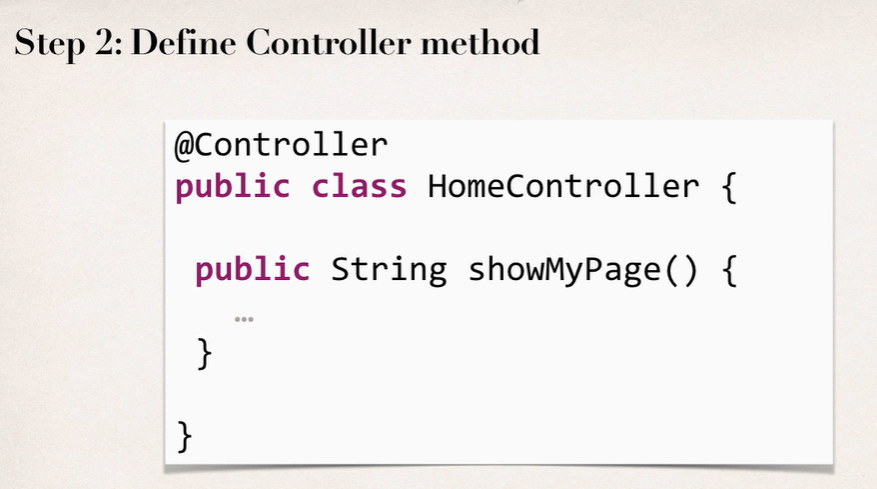 Step 2: Define Controller method
@Controller
public class HomeController {
public String showMyPage() {
…
}
}